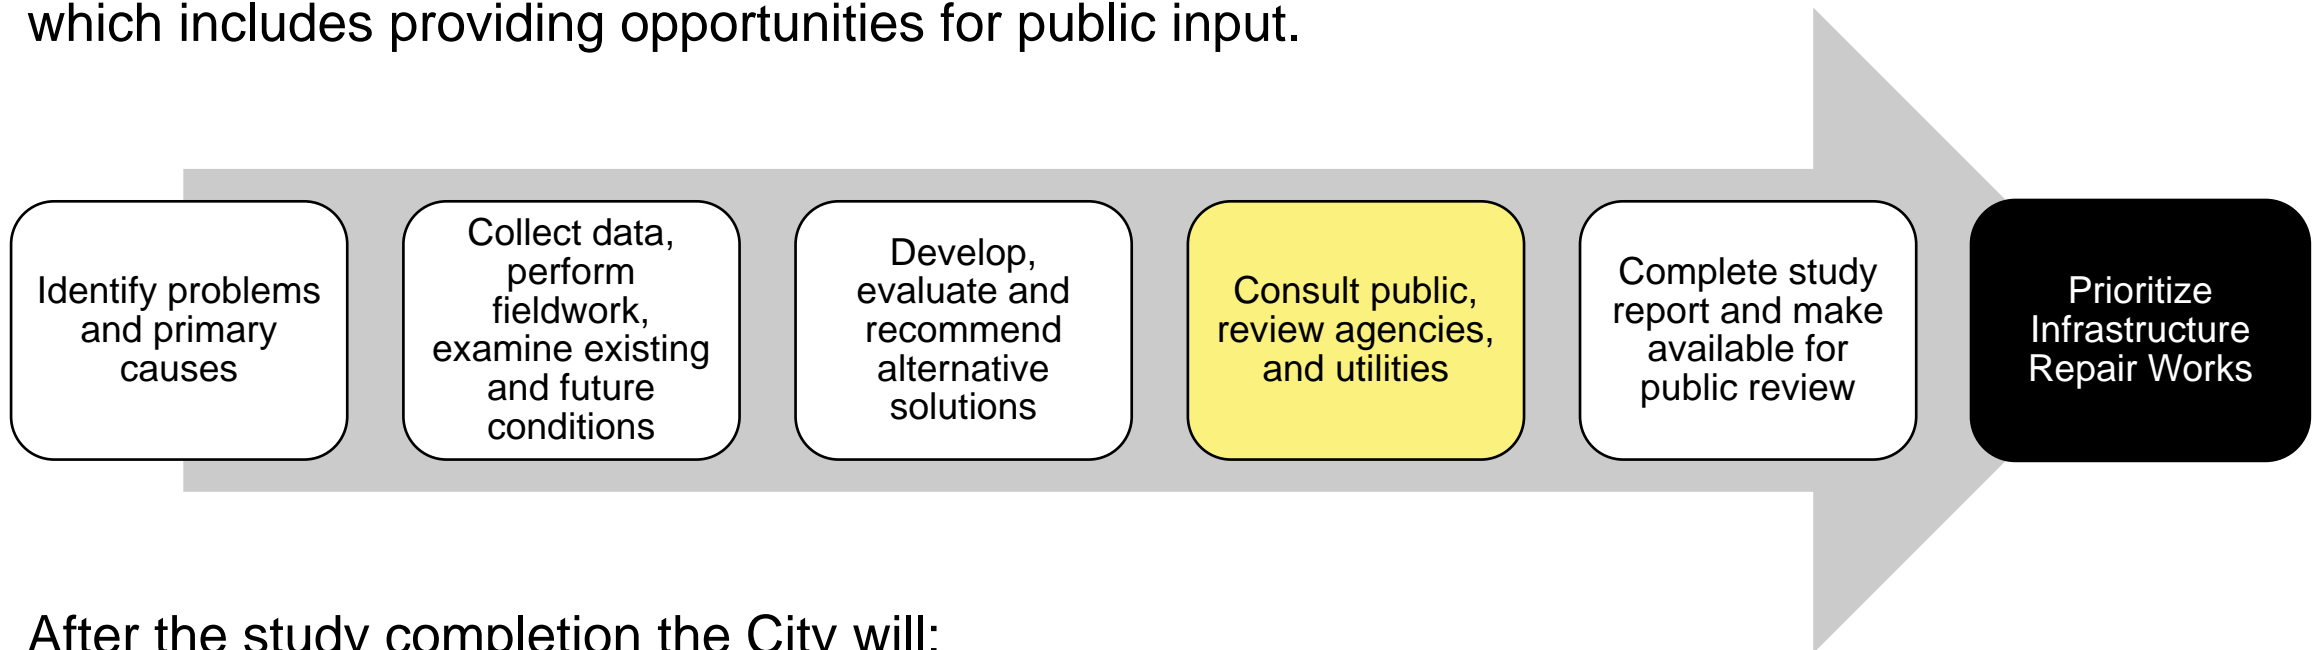 which includes providing opportunities for public input.
Identify problems
and primary
causes
Collect data,
perform
fieldwork,
examine existing
and future
conditions
Develop,
evaluate and
recommend
alternative
solutions
Consult public,
review agencies,
and utilities
Complete study
report and make
available for
public review
Prioritize
Infrastructure
Repair Works
After the study completion the City will: